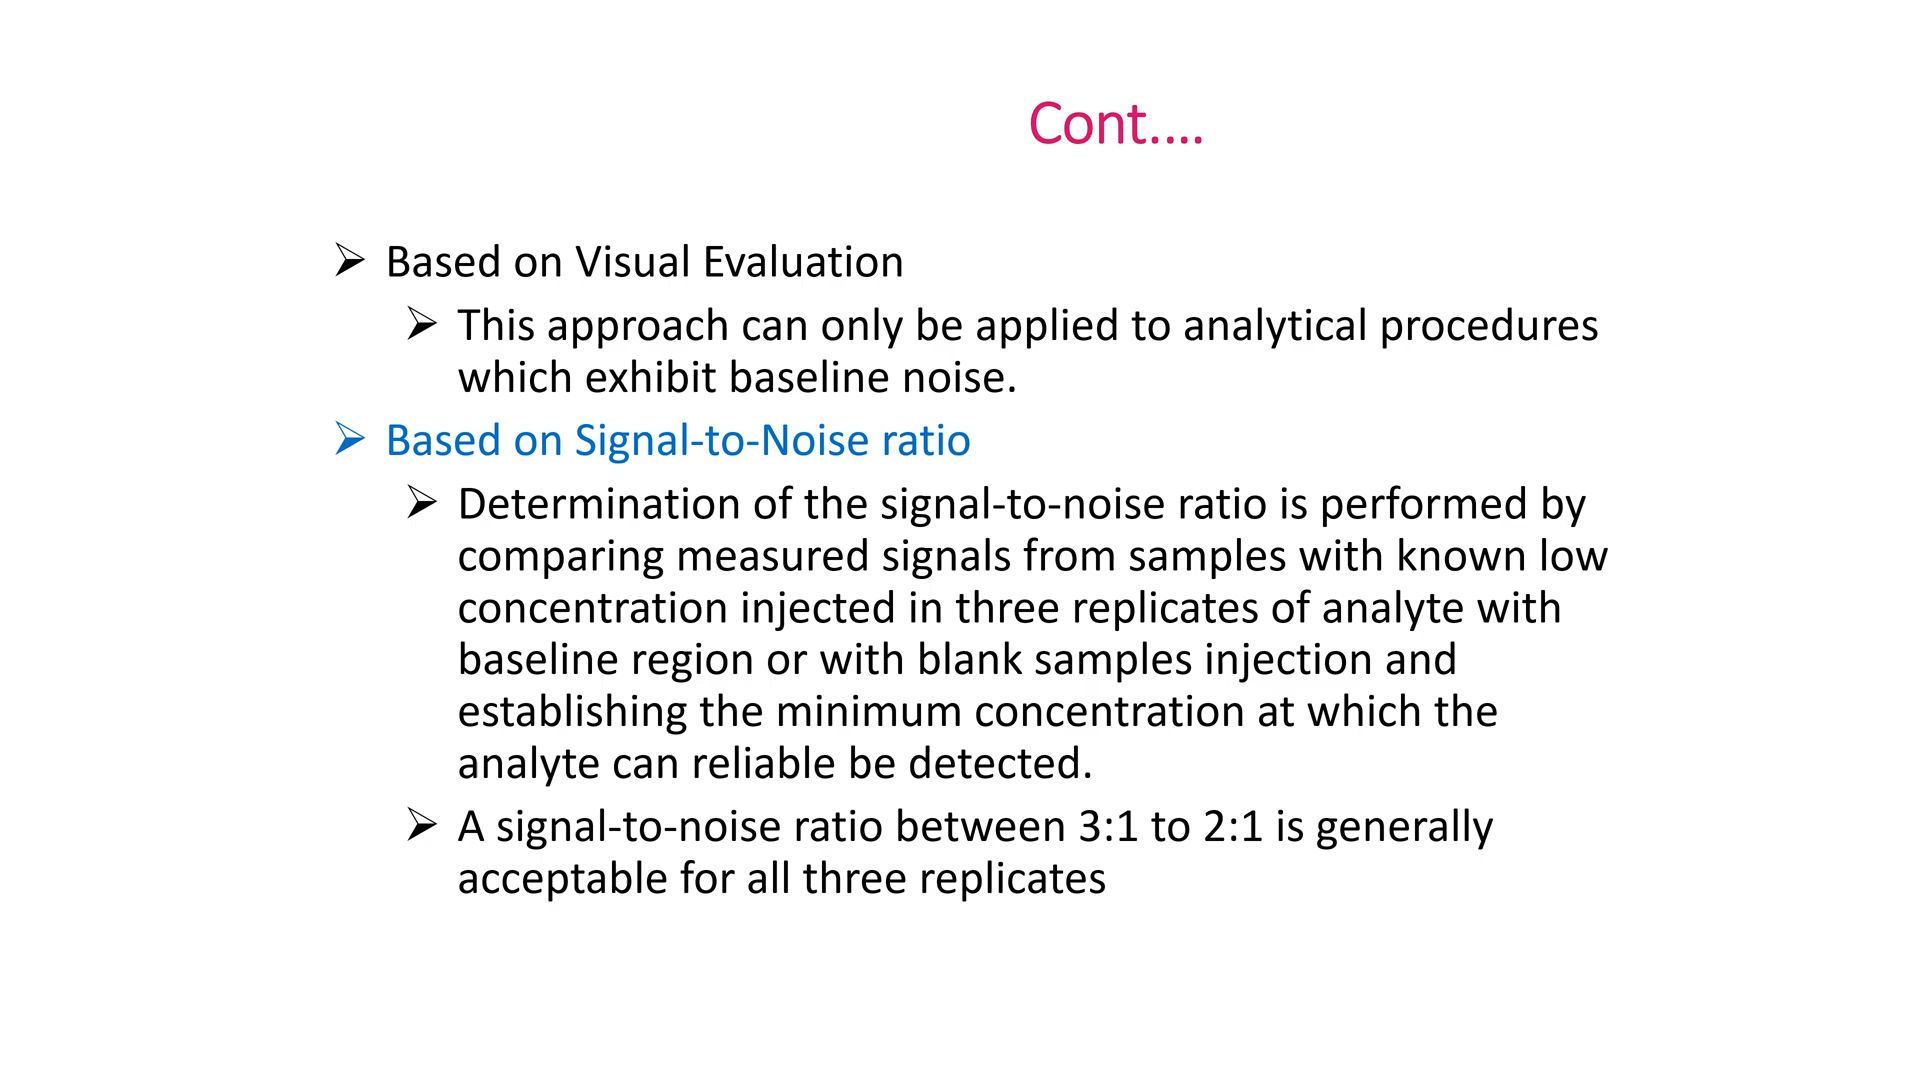 Cont....
➢ Based on Visual Evaluation
➢ This approach can only be applied to analytical procedures
which exhibit baseline noise.
➢ Based on Signal-to-Noise ratio
➢ Determination of the signal-to-noise ratio is performed by
comparing measured signals from samples with known low
concentration injected in three replicates of analyte with
baseline region or with blank samples injection and
establishing the minimum concentration at which the
analyte can reliable be detected.
➢ A signal-to-noise ratio between 3:1 to 2:1 is generally
acceptable for all three replicates